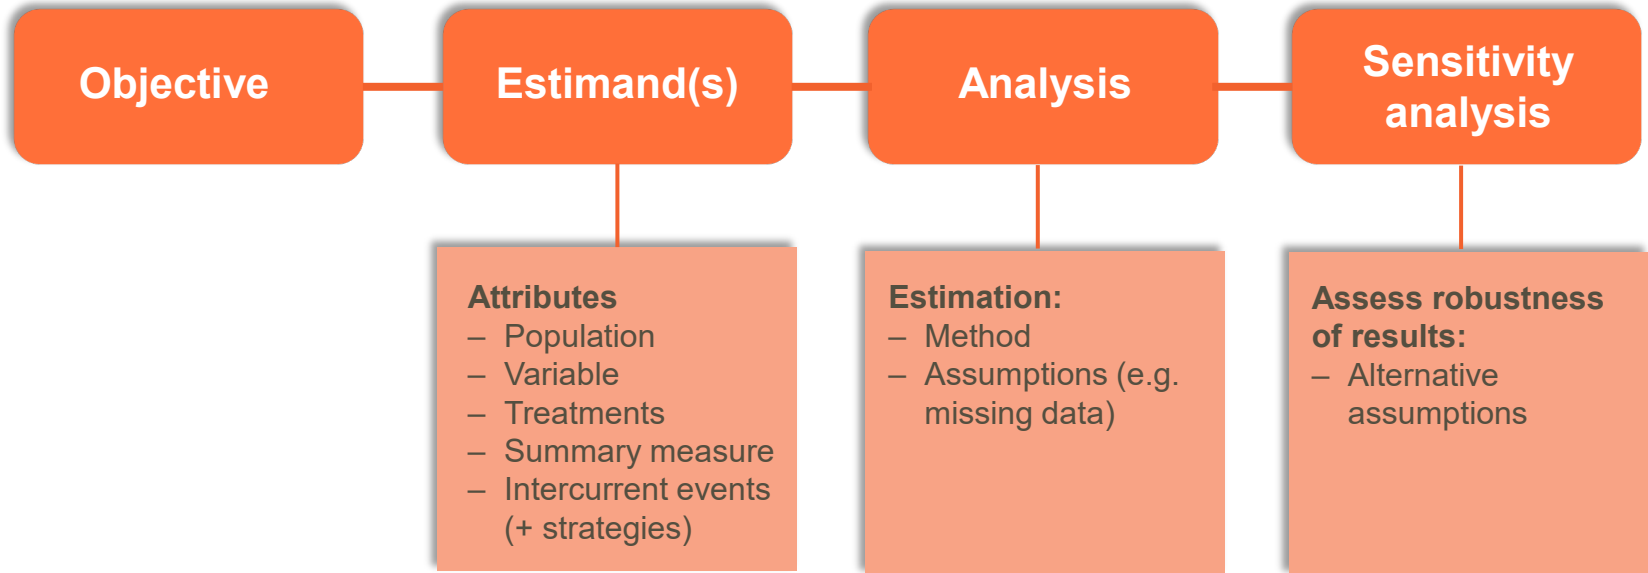 Objective
Estimand(s)
Analysis
Sensitivity
analysis
Attributes
– Population
– Variable
– Treatments
– Summary measure
– Intercurrent events
(+ strategies)
Estimation:
– Method
– Assumptions (e.g.
missing data)
Assess robustness
of results:
– Alternative
assumptions